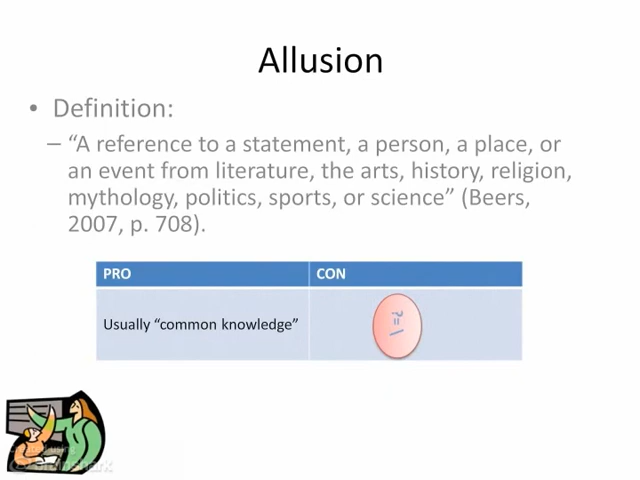 Allusion
• Definition:
– “A reference to a statement, a person, a place, or
an event from literature, the arts, history, religion,
mythology, politics, sports, or science” (Beers,
2007, p. 708).
PRO CON
Usually “common knowledge”